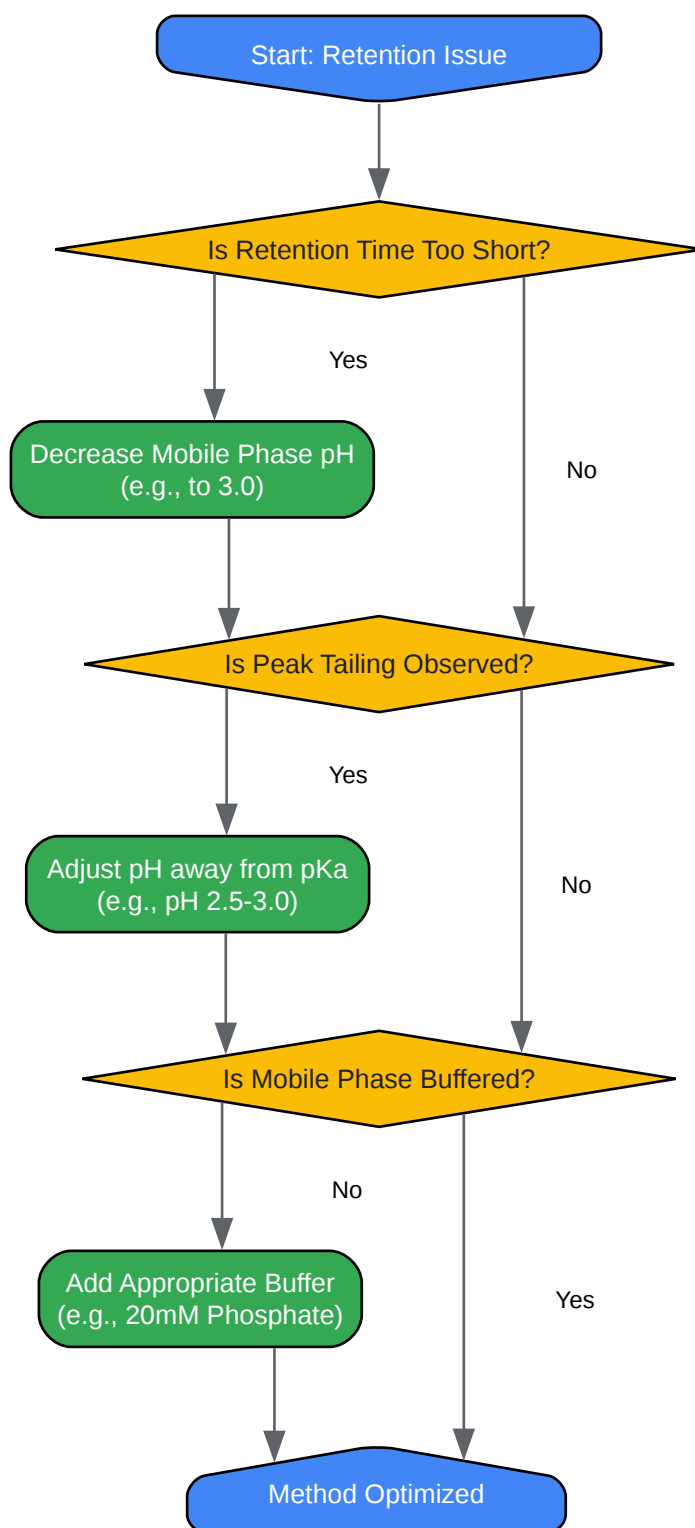 Start: Retention Issue
Is Retention Time Too Short?
Yes
Decrease Mobile Phase pH
(e.g., to 3.0)
No
Is Peak Tailing Observed?
Yes
Adjust pH away from pKa
(e.g., pH 2.5-3.0)
No
Is Mobile Phase Buffered?
No
Add Appropriate Buffer
(e.g., 20mM Phosphate)
Yes
Method Optimized